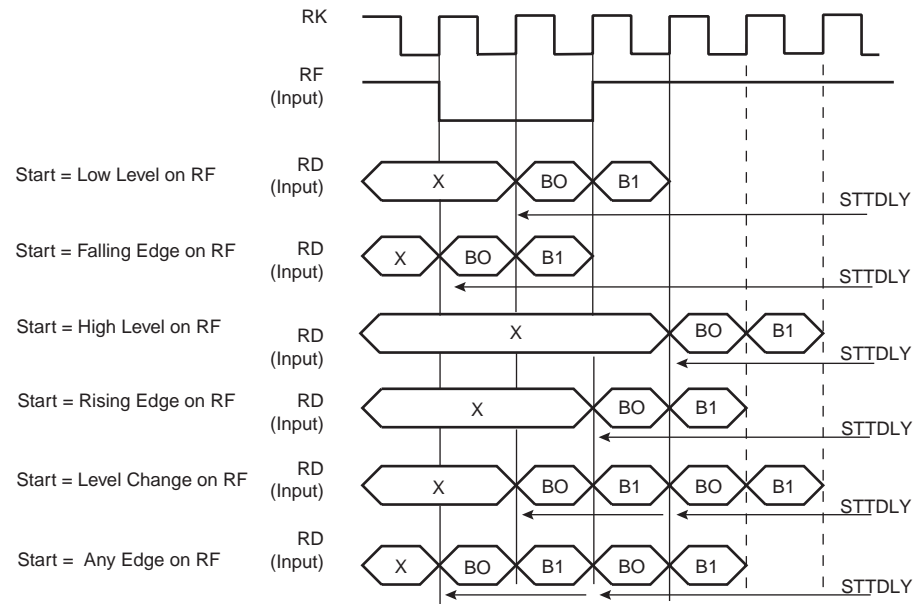 RK
RF
(Input)
Start = Low Level on RF
RD
(Input)
X
BO
B1
STTDLY
Start = Falling Edge on RF
RD
(Input)
X
BO
B1
STTDLY
Start = High Level on RF
RD
(Input)
X
BO
B1
STTDLY
Start = Rising Edge on RF
RD
(Input)
X
BO
B1
STTDLY
Start = Level Change on RF
RD
(Input)
X
BO
B1
BO
B1
STTDLY
Start = Any Edge on RF
RD
(Input)
X
BO
B1
BO
B1
STTDLY